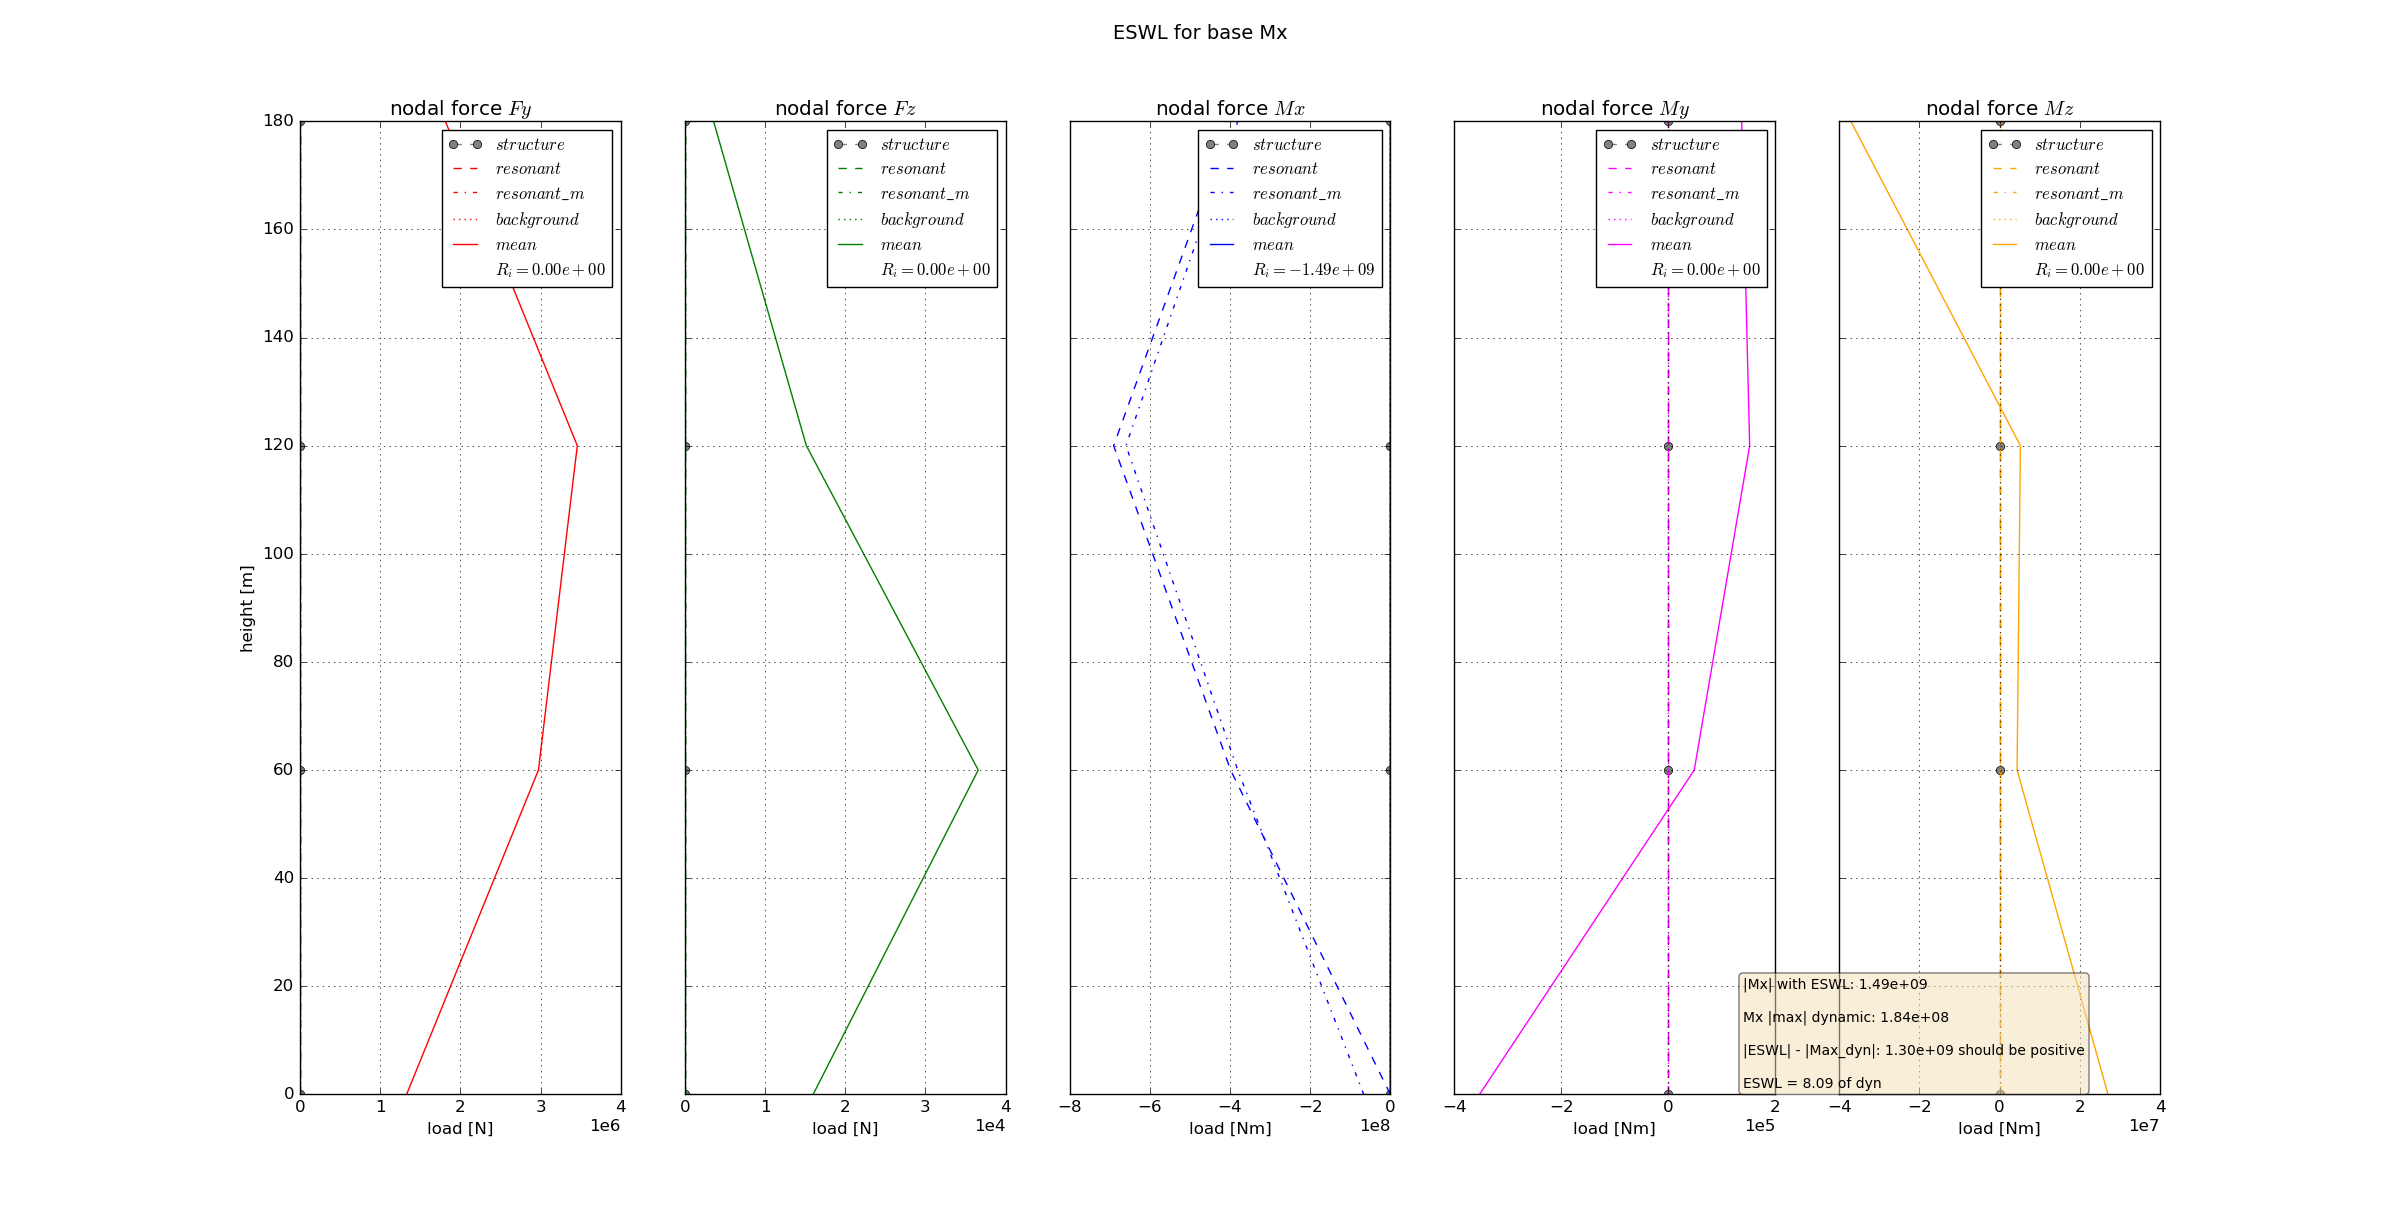 ESWL for base Mx
nodal force Fy
nodal force Fz
nodal force Mx
nodal force My
nodal force Mz
height [m]
180
160
140
120
100
80
60
40
20
0
structure
resonant
resonant_m
background
mean
R_i = 0.00e + 00
0 1 2 3 4
1e6
load [N]
structure
resonant
resonant_m
background
mean
R_i = 0.00e + 00
0 1 2 3 4
1e4
load [N]
structure
resonant
resonant_m
background
mean
R_i = −1.49e + 09
−8 −6 −4 −2 0
1e8
load [Nm]
structure
resonant
resonant_m
background
mean
R_i = 0.00e + 00
−4 −2 0 2
1e5
load [Nm]
structure
resonant
resonant_m
background
mean
R_i = 0.00e + 00
|Mx| with ESWL: 1.49e+09
Mx |max| dynamic: 1.84e+08
|ESWL| - |Max_dyn|: 1.30e+09 should be positive
ESWL = 8.09 of dyn
−4 −2 0 2 4
1e7
load [Nm]